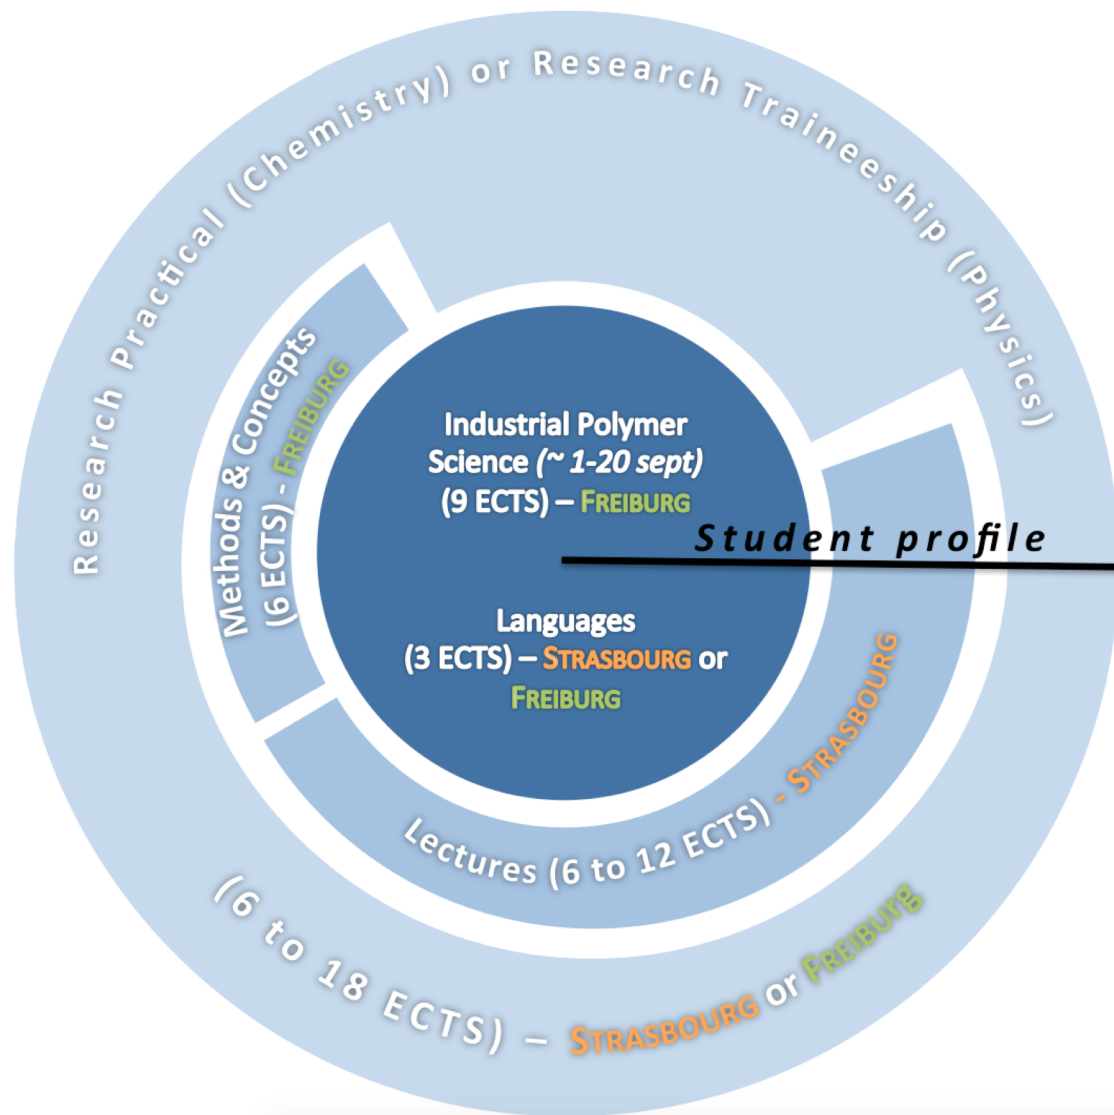 Research Practical (Chemistry) or Research Traineeship (Physics)
(6 to 18 ECTS) – STRASBOURG or FREIBURg
Methods & Concepts
(6 ECTS) - FREIBURG
Industrial Polymer
Science (~ 1-20 sept)
(9 ECTS) – FREIBURG
Student profile
Languages
(3 ECTS) – STRASBOURG or
FREIBURG
Lectures (6 to 12 ECTS) - STRASBOURG